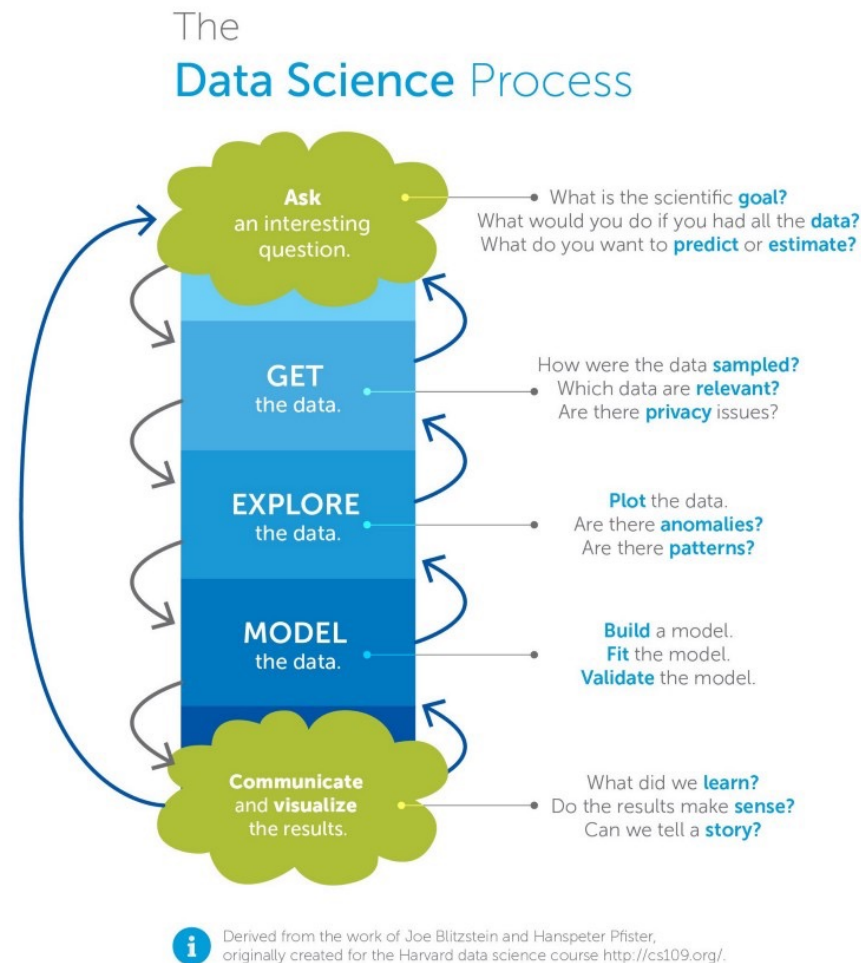 The
Data Science Process
Ask
an interesting
question.
What is the scientific goal?
What would you do if you had all the data?
What do you want to predict or estimate?
GET
the data.
How were the data sampled?
Which data are relevant?
Are there privacy issues?
EXPLORE
the data.
Plot the data.
Are there anomalies?
Are there patterns?
MODEL
the data.
Build a model.
Fit the model.
Validate the model.
Communicate
and visualize
the results.
What did we learn?
Do the results make sense?
Can we tell a story?
i
Derived from the work of Joe Blitzstein and Hanspeter Pfister,
originally created for the Harvard data science course http://cs109.org/.